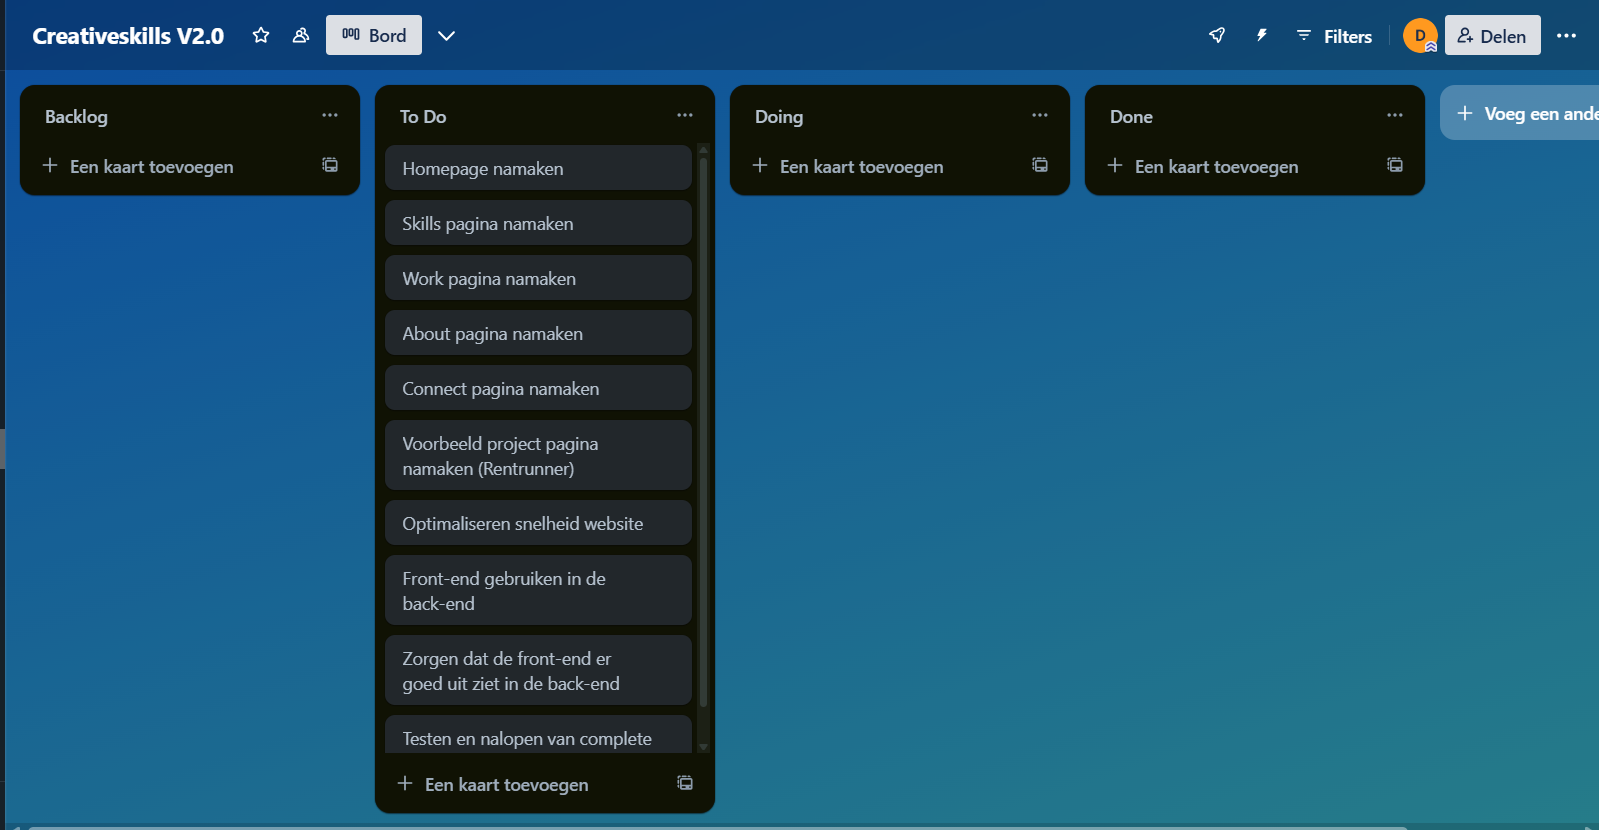 Creativeskills V2.0
Bord
Filters
D
Delen
Backlog
Een kaart toevoegen
To Do
Homepage namaken
Skills pagina namaken
Work pagina namaken
About pagina namaken
Connect pagina namaken
Voorbeeld project pagina
namaken (Rentrunner)
Optimaliseren snelheid website
Front-end gebruiken in de
back-end
Zorgen dat de front-end er
goed uit ziet in de back-end
Testen en nalopen van complete
Een kaart toevoegen
Doing
Een kaart toevoegen
Done
Een kaart toevoegen
Voeg een ande